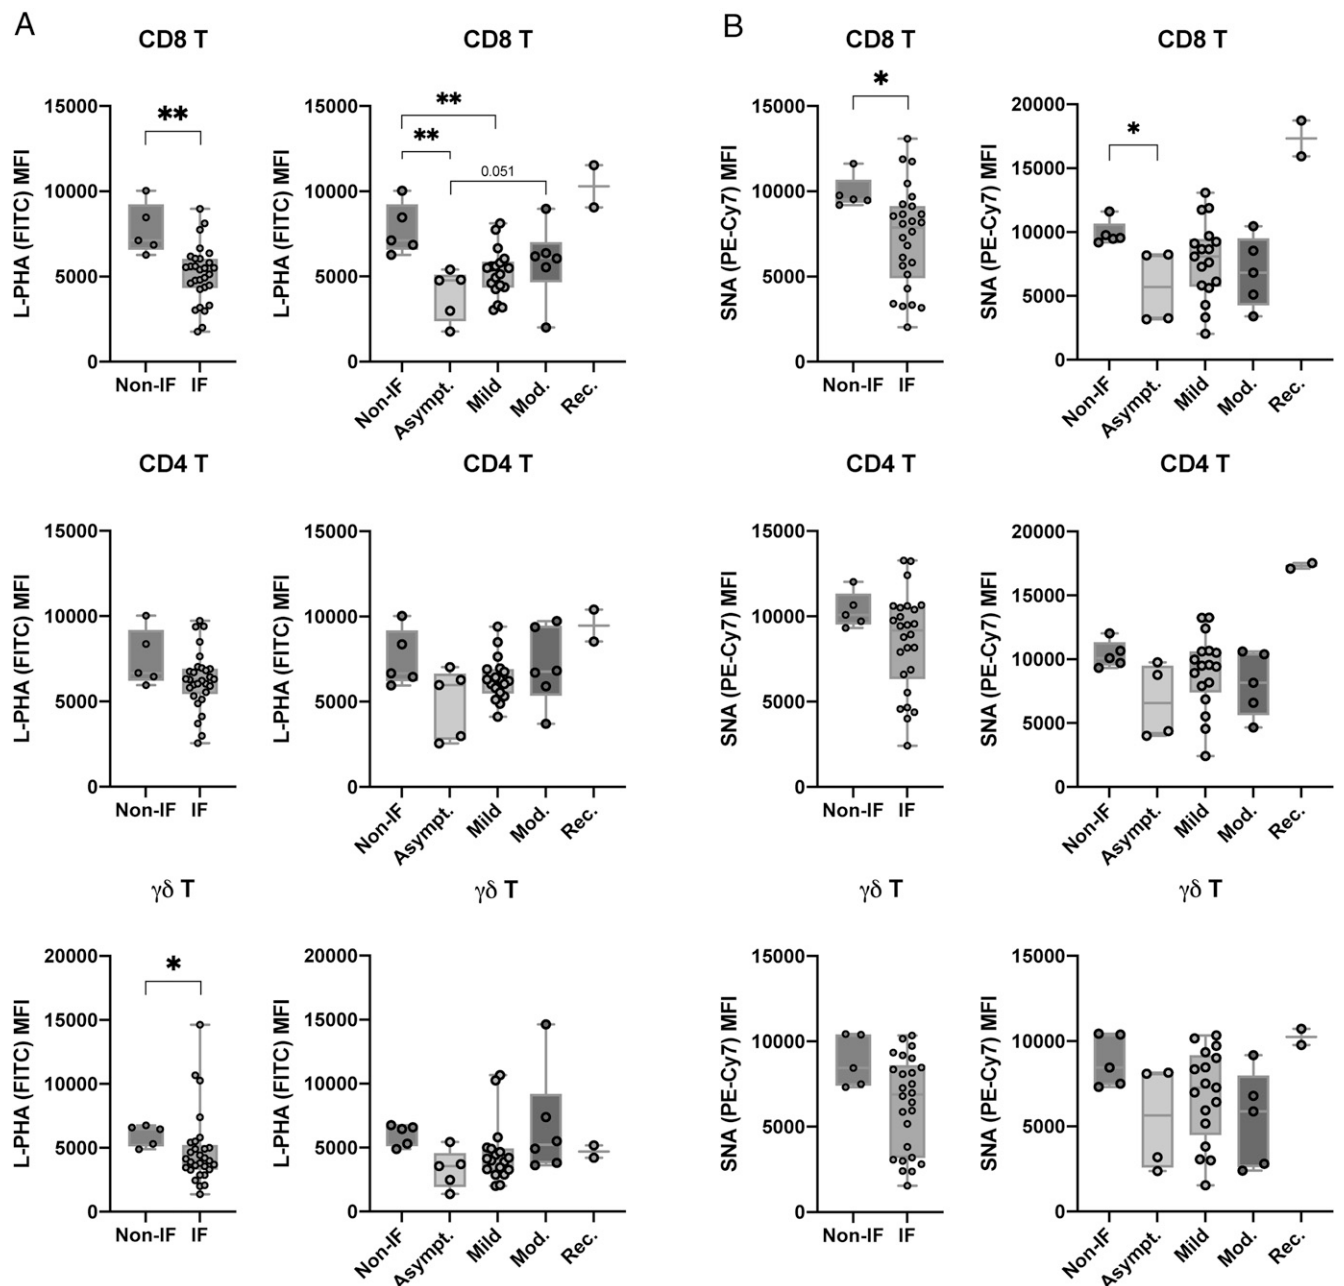 A
CD8 T
L-PHA (FITC) MFI
15000
10000
5000
0
**
Non-IF
IF
CD8 T
L-PHA (FITC) MFI
15000
10000
5000
0
**
**
0.051
Non-IF
Asympt.
Mild
Mod.
Rec.
B
CD8 T
SNA (PE-Cy7) MFI
15000
10000
5000
0
*
Non-IF
IF
CD8 T
SNA (PE-Cy7) MFI
20000
15000
10000
5000
0
*
Non-IF
Asympt.
Mild
Mod.
Rec.
CD4 T
L-PHA (FITC) MFI
15000
10000
5000
0
Non-IF
IF
CD4 T
L-PHA (FITC) MFI
15000
10000
5000
0
Non-IF
Asympt.
Mild
Mod.
Rec.
CD4 T
SNA (PE-Cy7) MFI
15000
10000
5000
0
Non-IF
IF
CD4 T
SNA (PE-Cy7) MFI
20000
15000
10000
5000
0
Non-IF
Asympt.
Mild
Mod.
Rec.
γδ T
L-PHA (FITC) MFI
20000
15000
10000
5000
0
*
Non-IF
IF
γδ T
L-PHA (FITC) MFI
20000
15000
10000
5000
0
Non-IF
Asympt.
Mild
Mod.
Rec.
γδ T
SNA (PE-Cy7) MFI
15000
10000
5000
0
Non-IF
IF
γδ T
SNA (PE-Cy7) MFI
15000
10000
5000
0
Non-IF
Asympt.
Mild
Mod.
Rec.